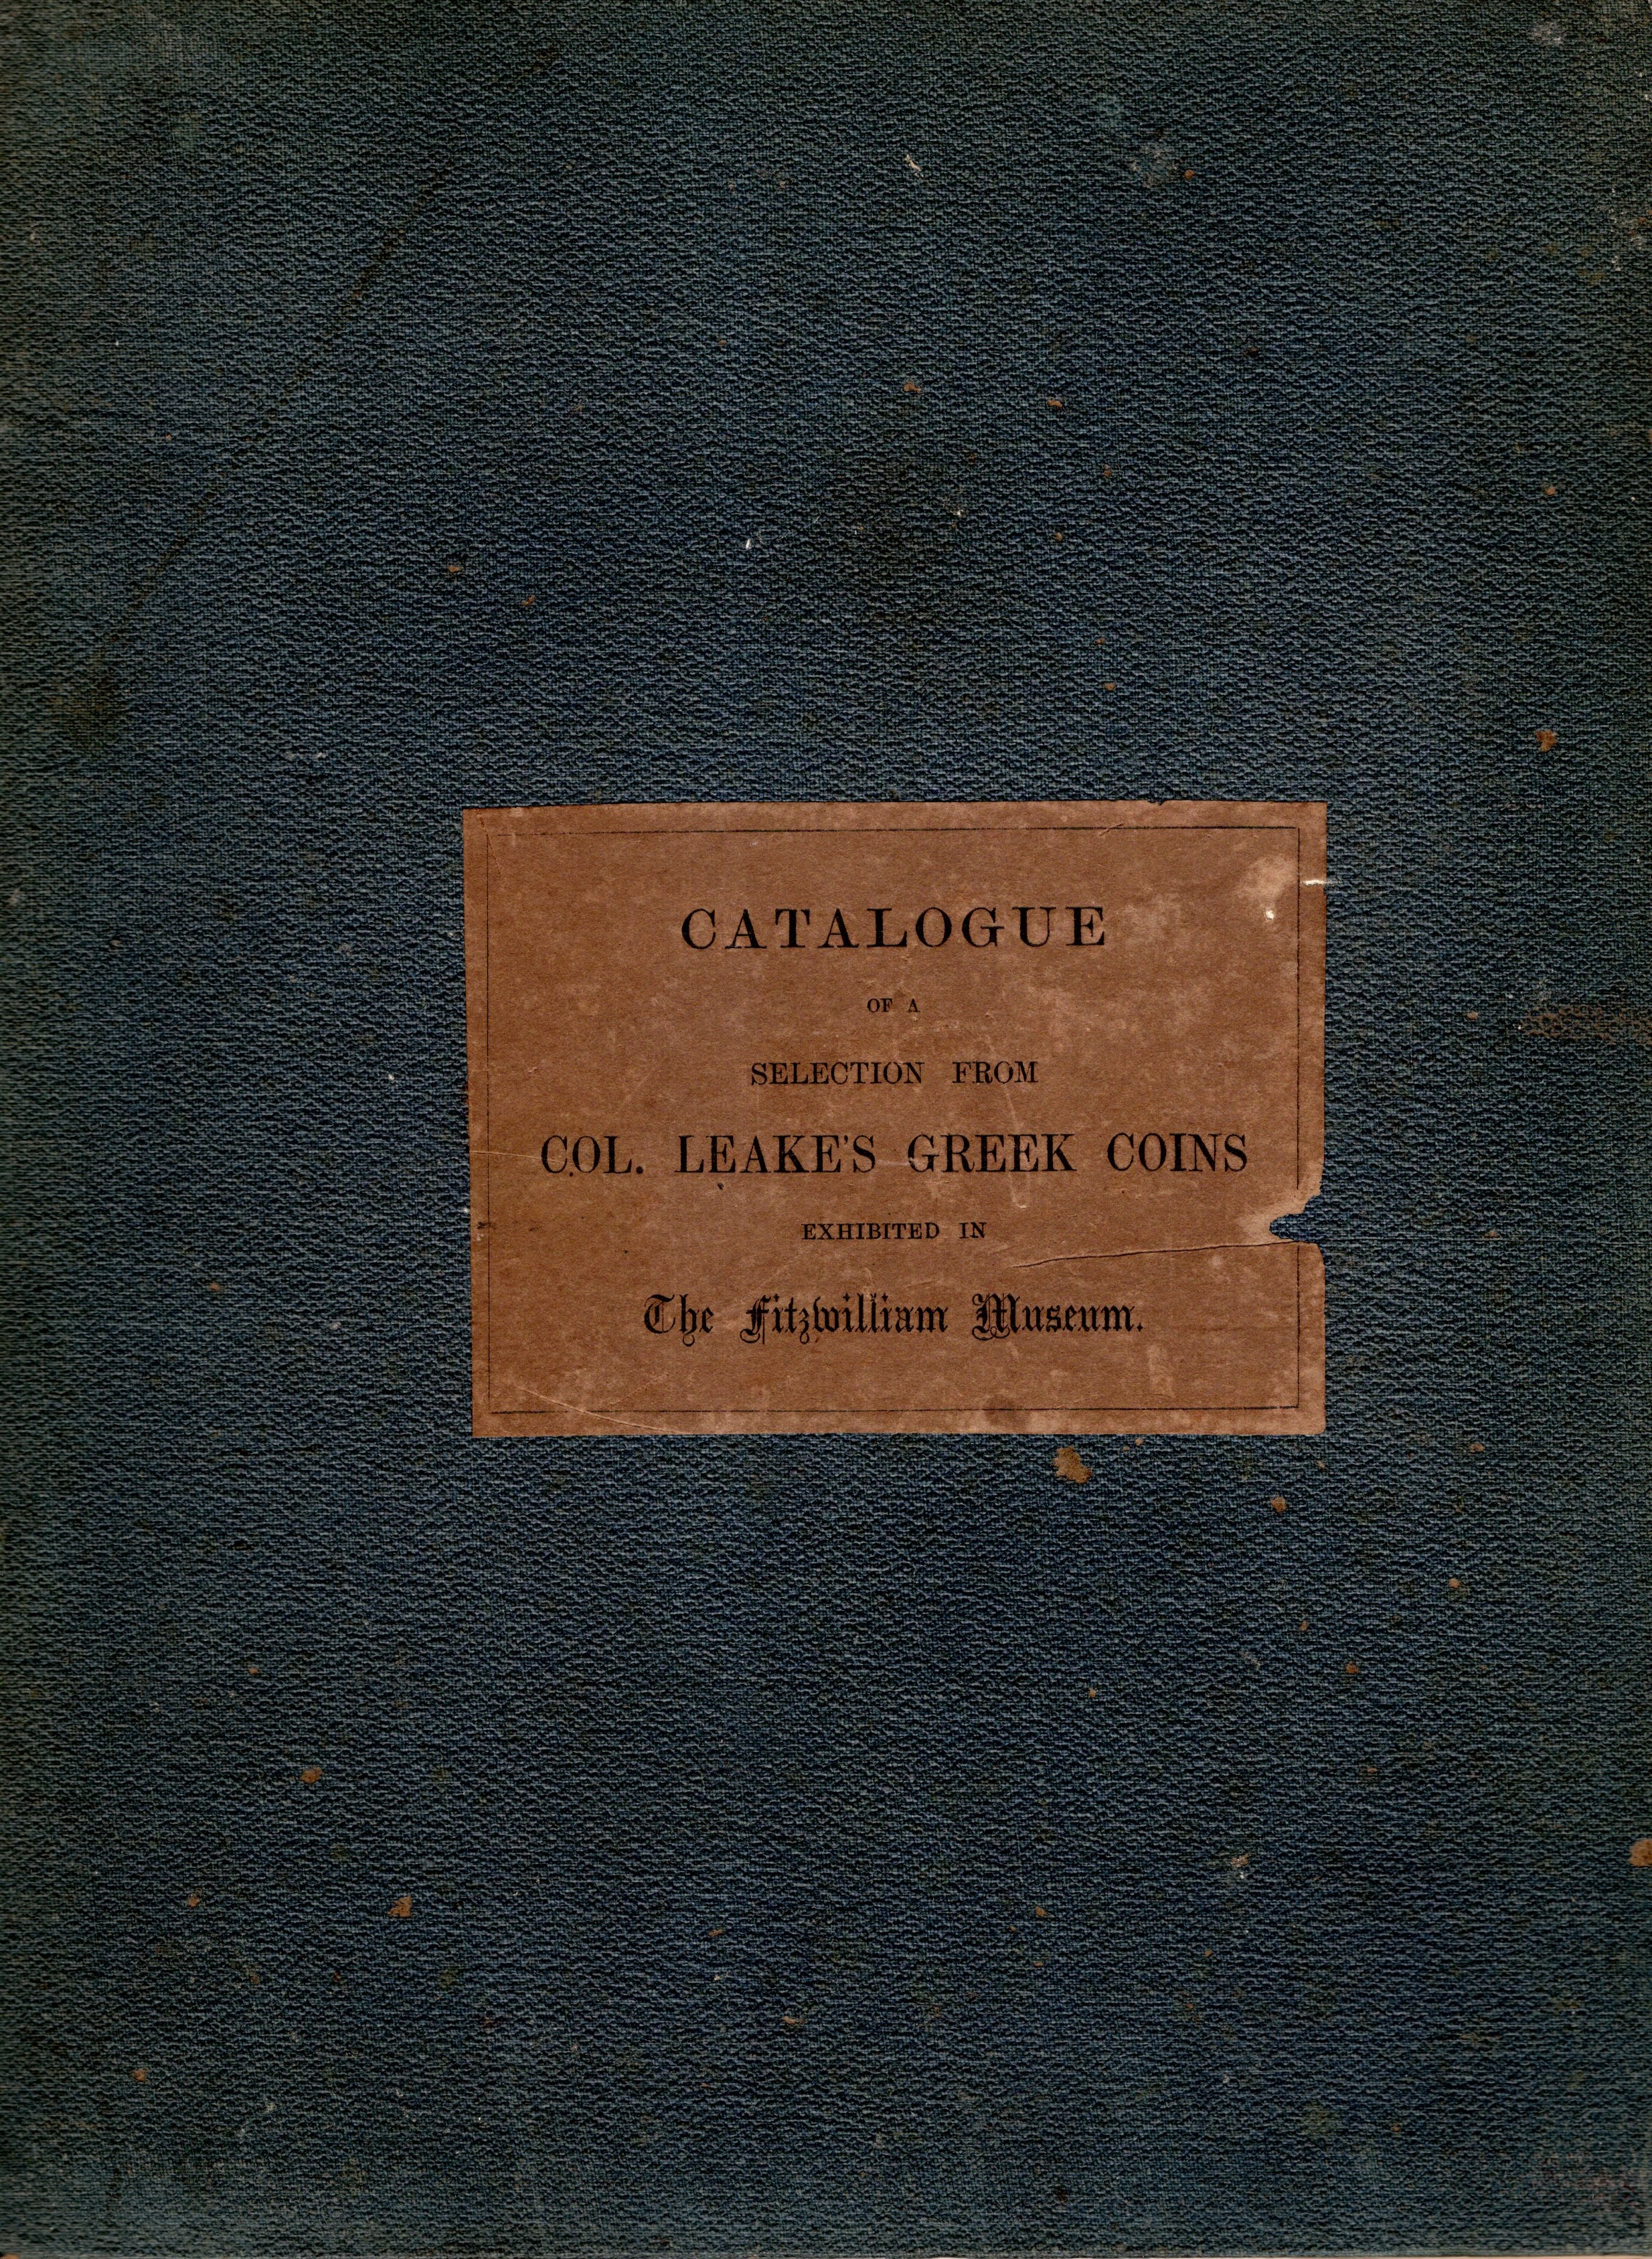 CATALOGUE
OF A
SELECTION FROM
COL. LEAKE'S GREEK COINS
EXHIBITED IN
The Fitzwilliam Museum.